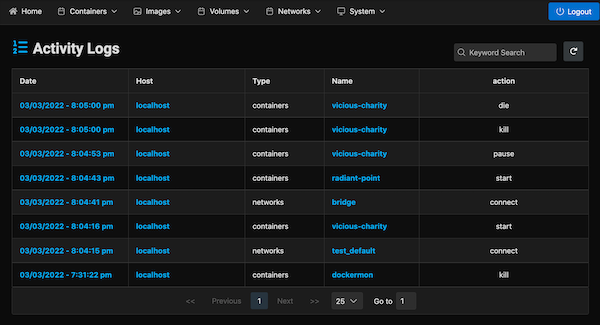 Home Containers Images Volumes Networks System Logout
Activity Logs
Keyword Search
Date Host Type Name action
03/03/2022 - 8:05:00 pm localhost containers vicious-charity die
03/03/2022 - 8:05:00 pm localhost containers vicious-charity kill
03/03/2022 - 8:04:53 pm localhost containers vicious-charity pause
03/03/2022 - 8:04:43 pm localhost containers radiant-point start
03/03/2022 - 8:04:41 pm localhost networks bridge connect
03/03/2022 - 8:04:16 pm localhost containers vicious-charity start
03/03/2022 - 8:04:15 pm localhost networks test_default connect
03/03/2022 - 7:31:22 pm localhost containers dockermon kill
<< Previous 1 Next >> 25 Go to 1